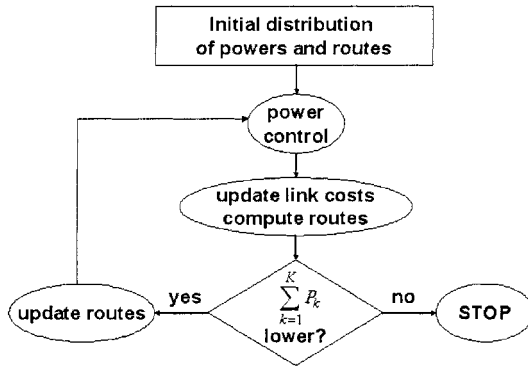 Initial distribution
of powers and routes
power
control
update link costs
compute routes
K
∑ P_k
k=1
lower?
yes
no
update routes
STOP